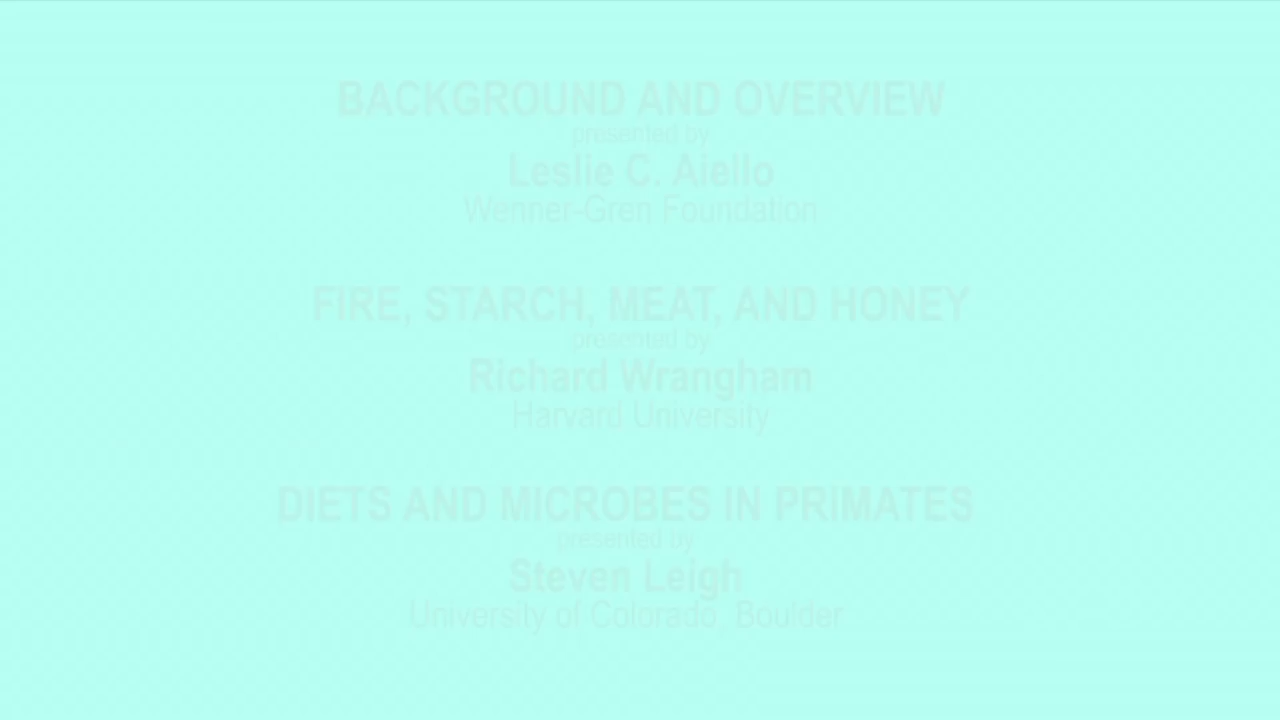 BACKGROUND AND OVERVIEW
presented by
Leslie C. Aiello
Wenner-Gren Foundation
FIRE, STARCH, MEAT, AND HONEY
presented by
Richard Wrangham
Harvard University
DIETS AND MICROBES IN PRIMATES
presented by
Steven Leigh
University of Colorado, Boulder